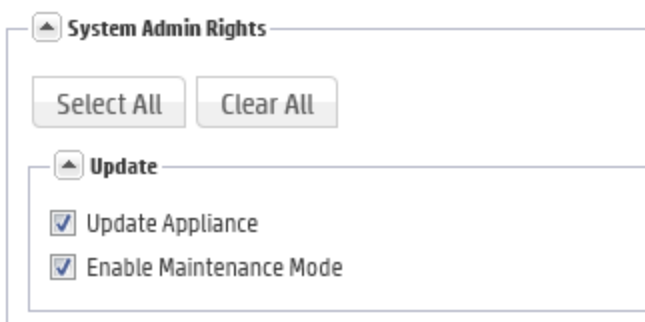 System Admin Rights
Select All Clear All
Update
Update Appliance
Enable Maintenance Mode